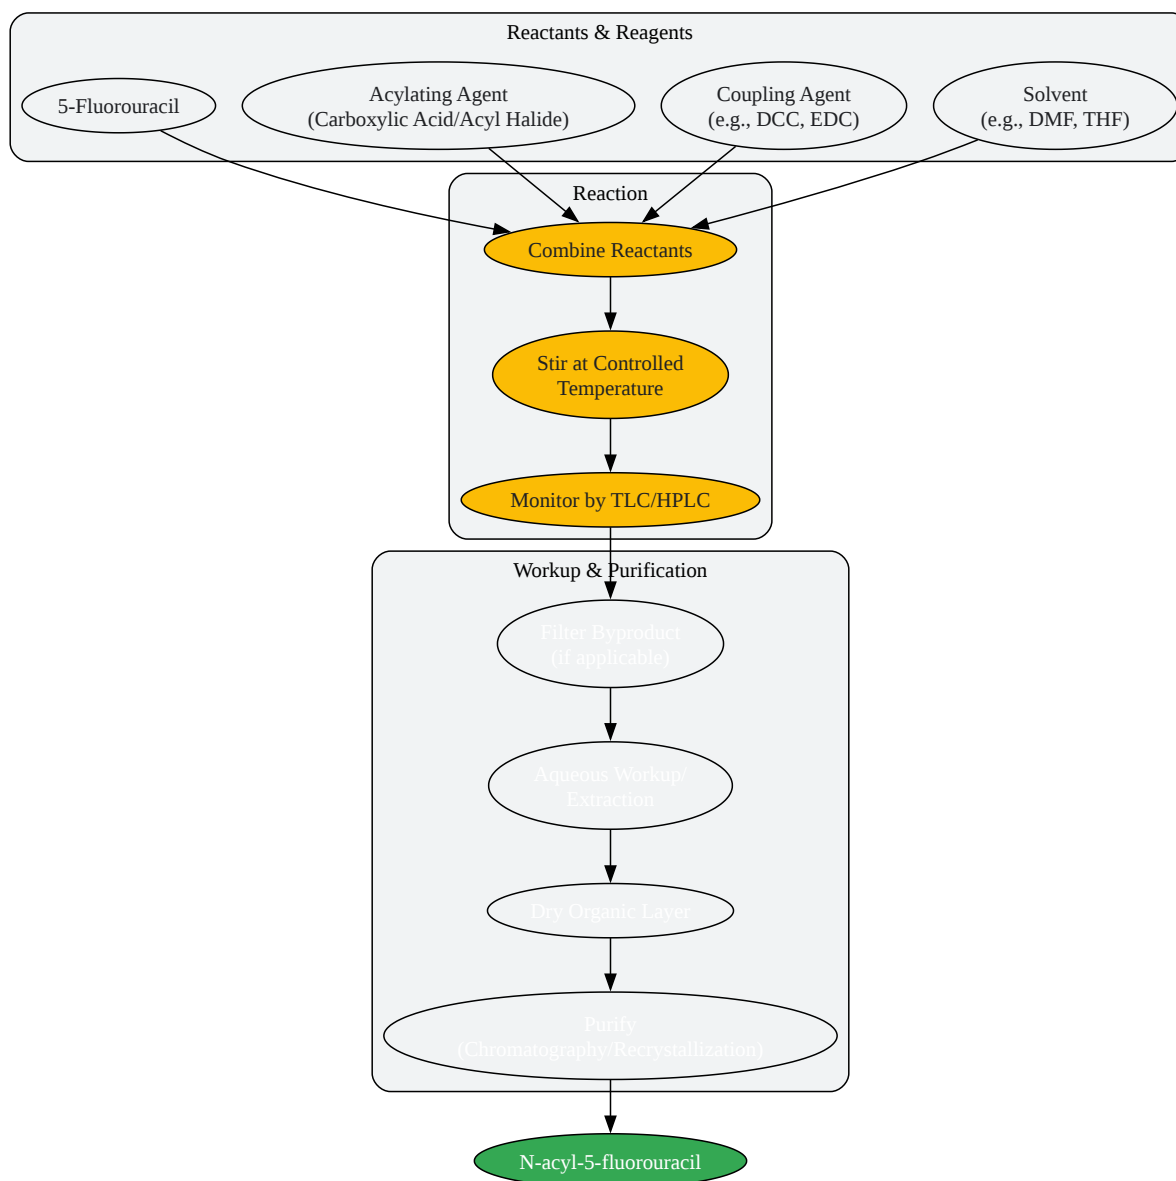 Reactants & Reagents
5-Fluorouracil
Acylating Agent
(Carboxylic Acid/Acyl Halide)
Coupling Agent
(e.g., DCC, EDC)
Solvent
(e.g., DMF, THF)
Reaction
Combine Reactants
Stir at Controlled
Temperature
Monitor by TLC/HPLC
Workup & Purification
Filter Byproduct
(if applicable)
Aqueous Workup/
Extraction
Dry Organic Layer
Purify
(Chromatography/Recrystallization)
N-acyl-5-fluorouracil